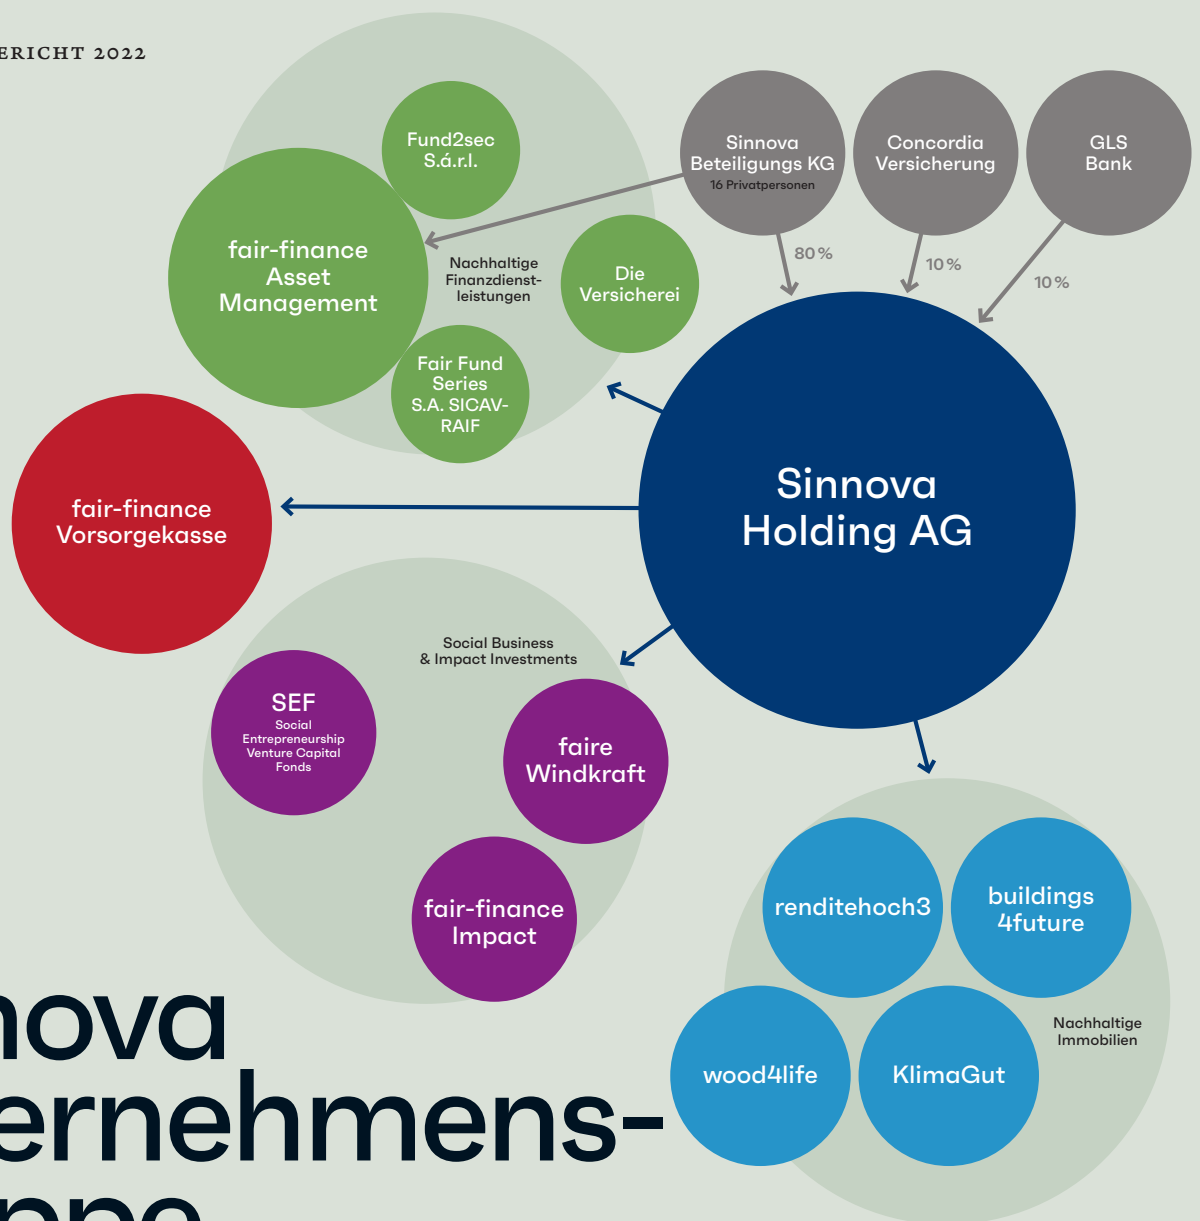 ERICHT 2022
Fund2sec
S.á.r.l.
Sinnova
Beteiligungs KG
16 Privatpersonen
Concordia
Versicherung
GLS
Bank
80 %
10 %
10 %
fair-finance
Asset
Management
Nachhaltige
Finanzdienst-
leistungen
Die
Versicherei
Fair Fund
Series
S.A. SICAV-
RAIF
fair-finance
Vorsorgekasse
Sinnova
Holding AG
Social Business
& Impact Investments
SEF
Social
Entrepreneurship
Venture Capital
Fonds
faire
Windkraft
fair-finance
Impact
renditehoch3
buildings
4future
wood4life
KlimaGut
Nachhaltige
Immobilien
nova
ernehmens-